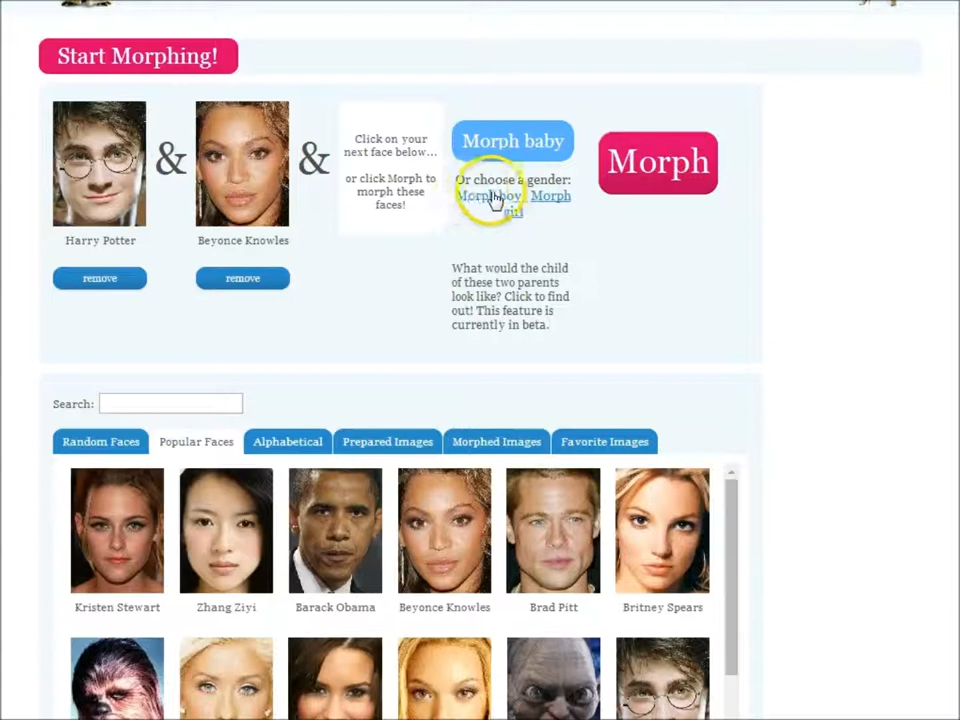 Start Morphing!
Click on your
next face below...
or click Morph to
morph these
faces!
&
&
Morph baby
Or choose a gender:
Morph boy Morph
girl
Morph
Harry Potter
Beyonce Knowles
remove
remove
What would the child
of these two parents
look like? Click to find
out! This feature is
currently in beta.
Search:
Random Faces
Popular Faces
Alphabetical
Prepared Images
Morphed Images
Favorite Images
Kristen Stewart
Zhang Ziyi
Barack Obama
Beyonce Knowles
Brad Pitt
Britney Spears